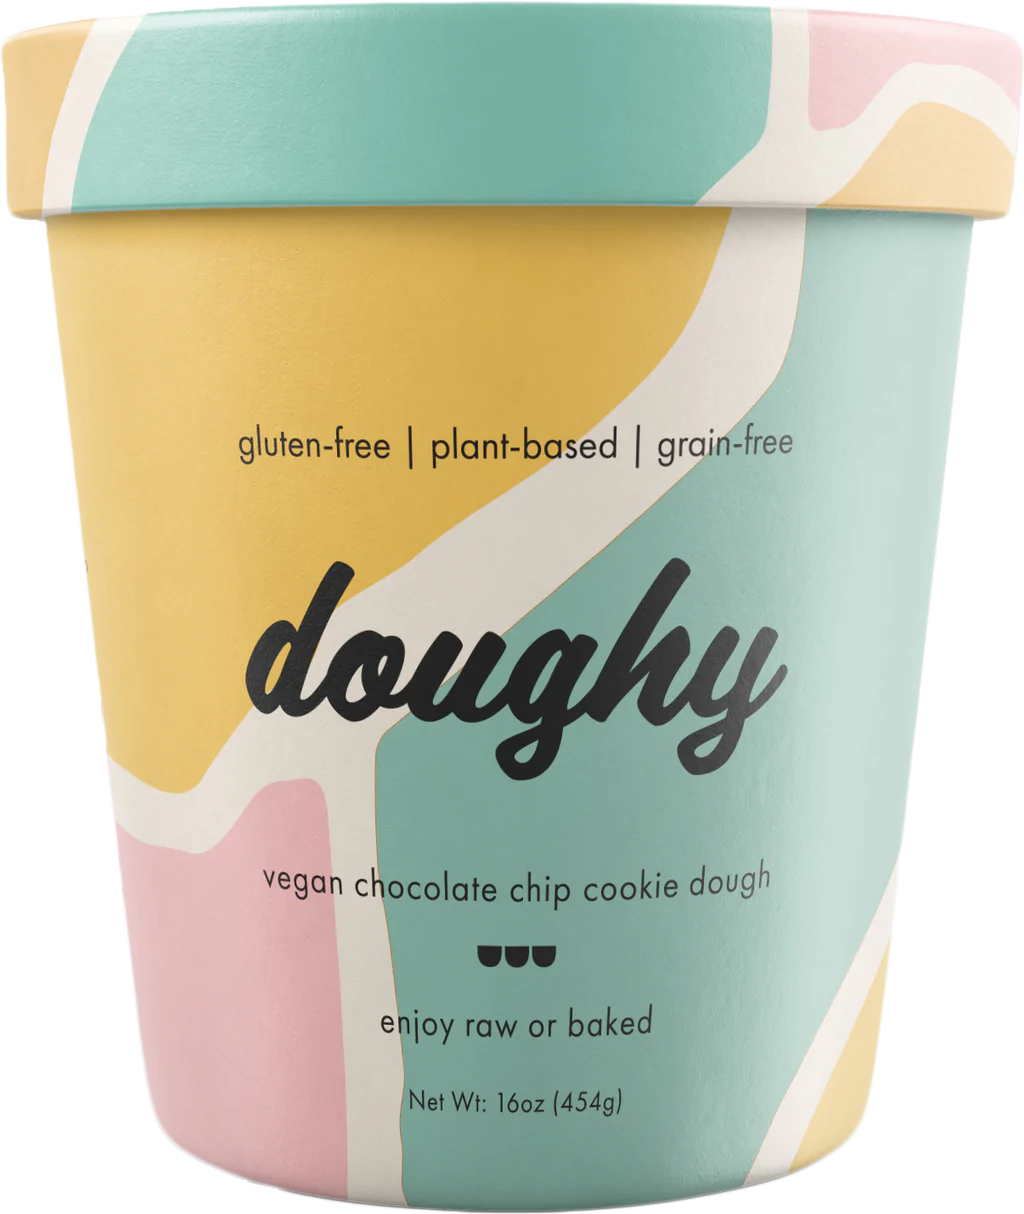 gluten-free | plant-based | grain-free
doughy
vegan chocolate chip cookie dough
enjoy raw or baked
Net Wt: 16oz (454g)